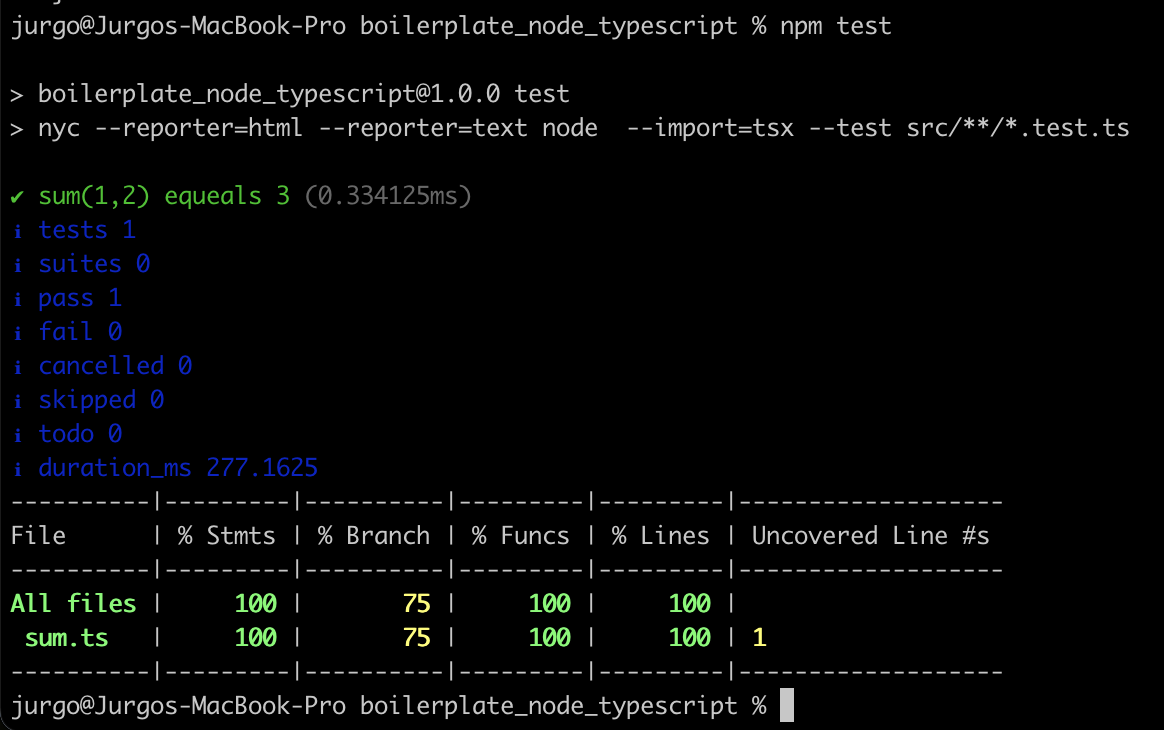 jurgo@Jurgos-MacBook-Pro boilerplate_node_typescript % npm test
> boilerplate_node_typescript@1.0.0 test
> nyc --reporter=html --reporter=text node  --import=tsx --test src/**/*.test.ts
✔ sum(1,2) equeals 3 (0.334125ms)
ℹ tests 1
ℹ suites 0
ℹ pass 1
ℹ fail 0
ℹ cancelled 0
ℹ skipped 0
ℹ todo 0
ℹ duration_ms 277.1625
----------|---------|----------|---------|---------|-------------------
File      | % Stmts | % Branch | % Funcs | % Lines | Uncovered Line #s
----------|---------|----------|---------|---------|-------------------
All files |     100 |       75 |     100 |     100 |
 sum.ts   |     100 |       75 |     100 |     100 | 1
----------|---------|----------|---------|---------|-------------------
jurgo@Jurgos-MacBook-Pro boilerplate_node_typescript %